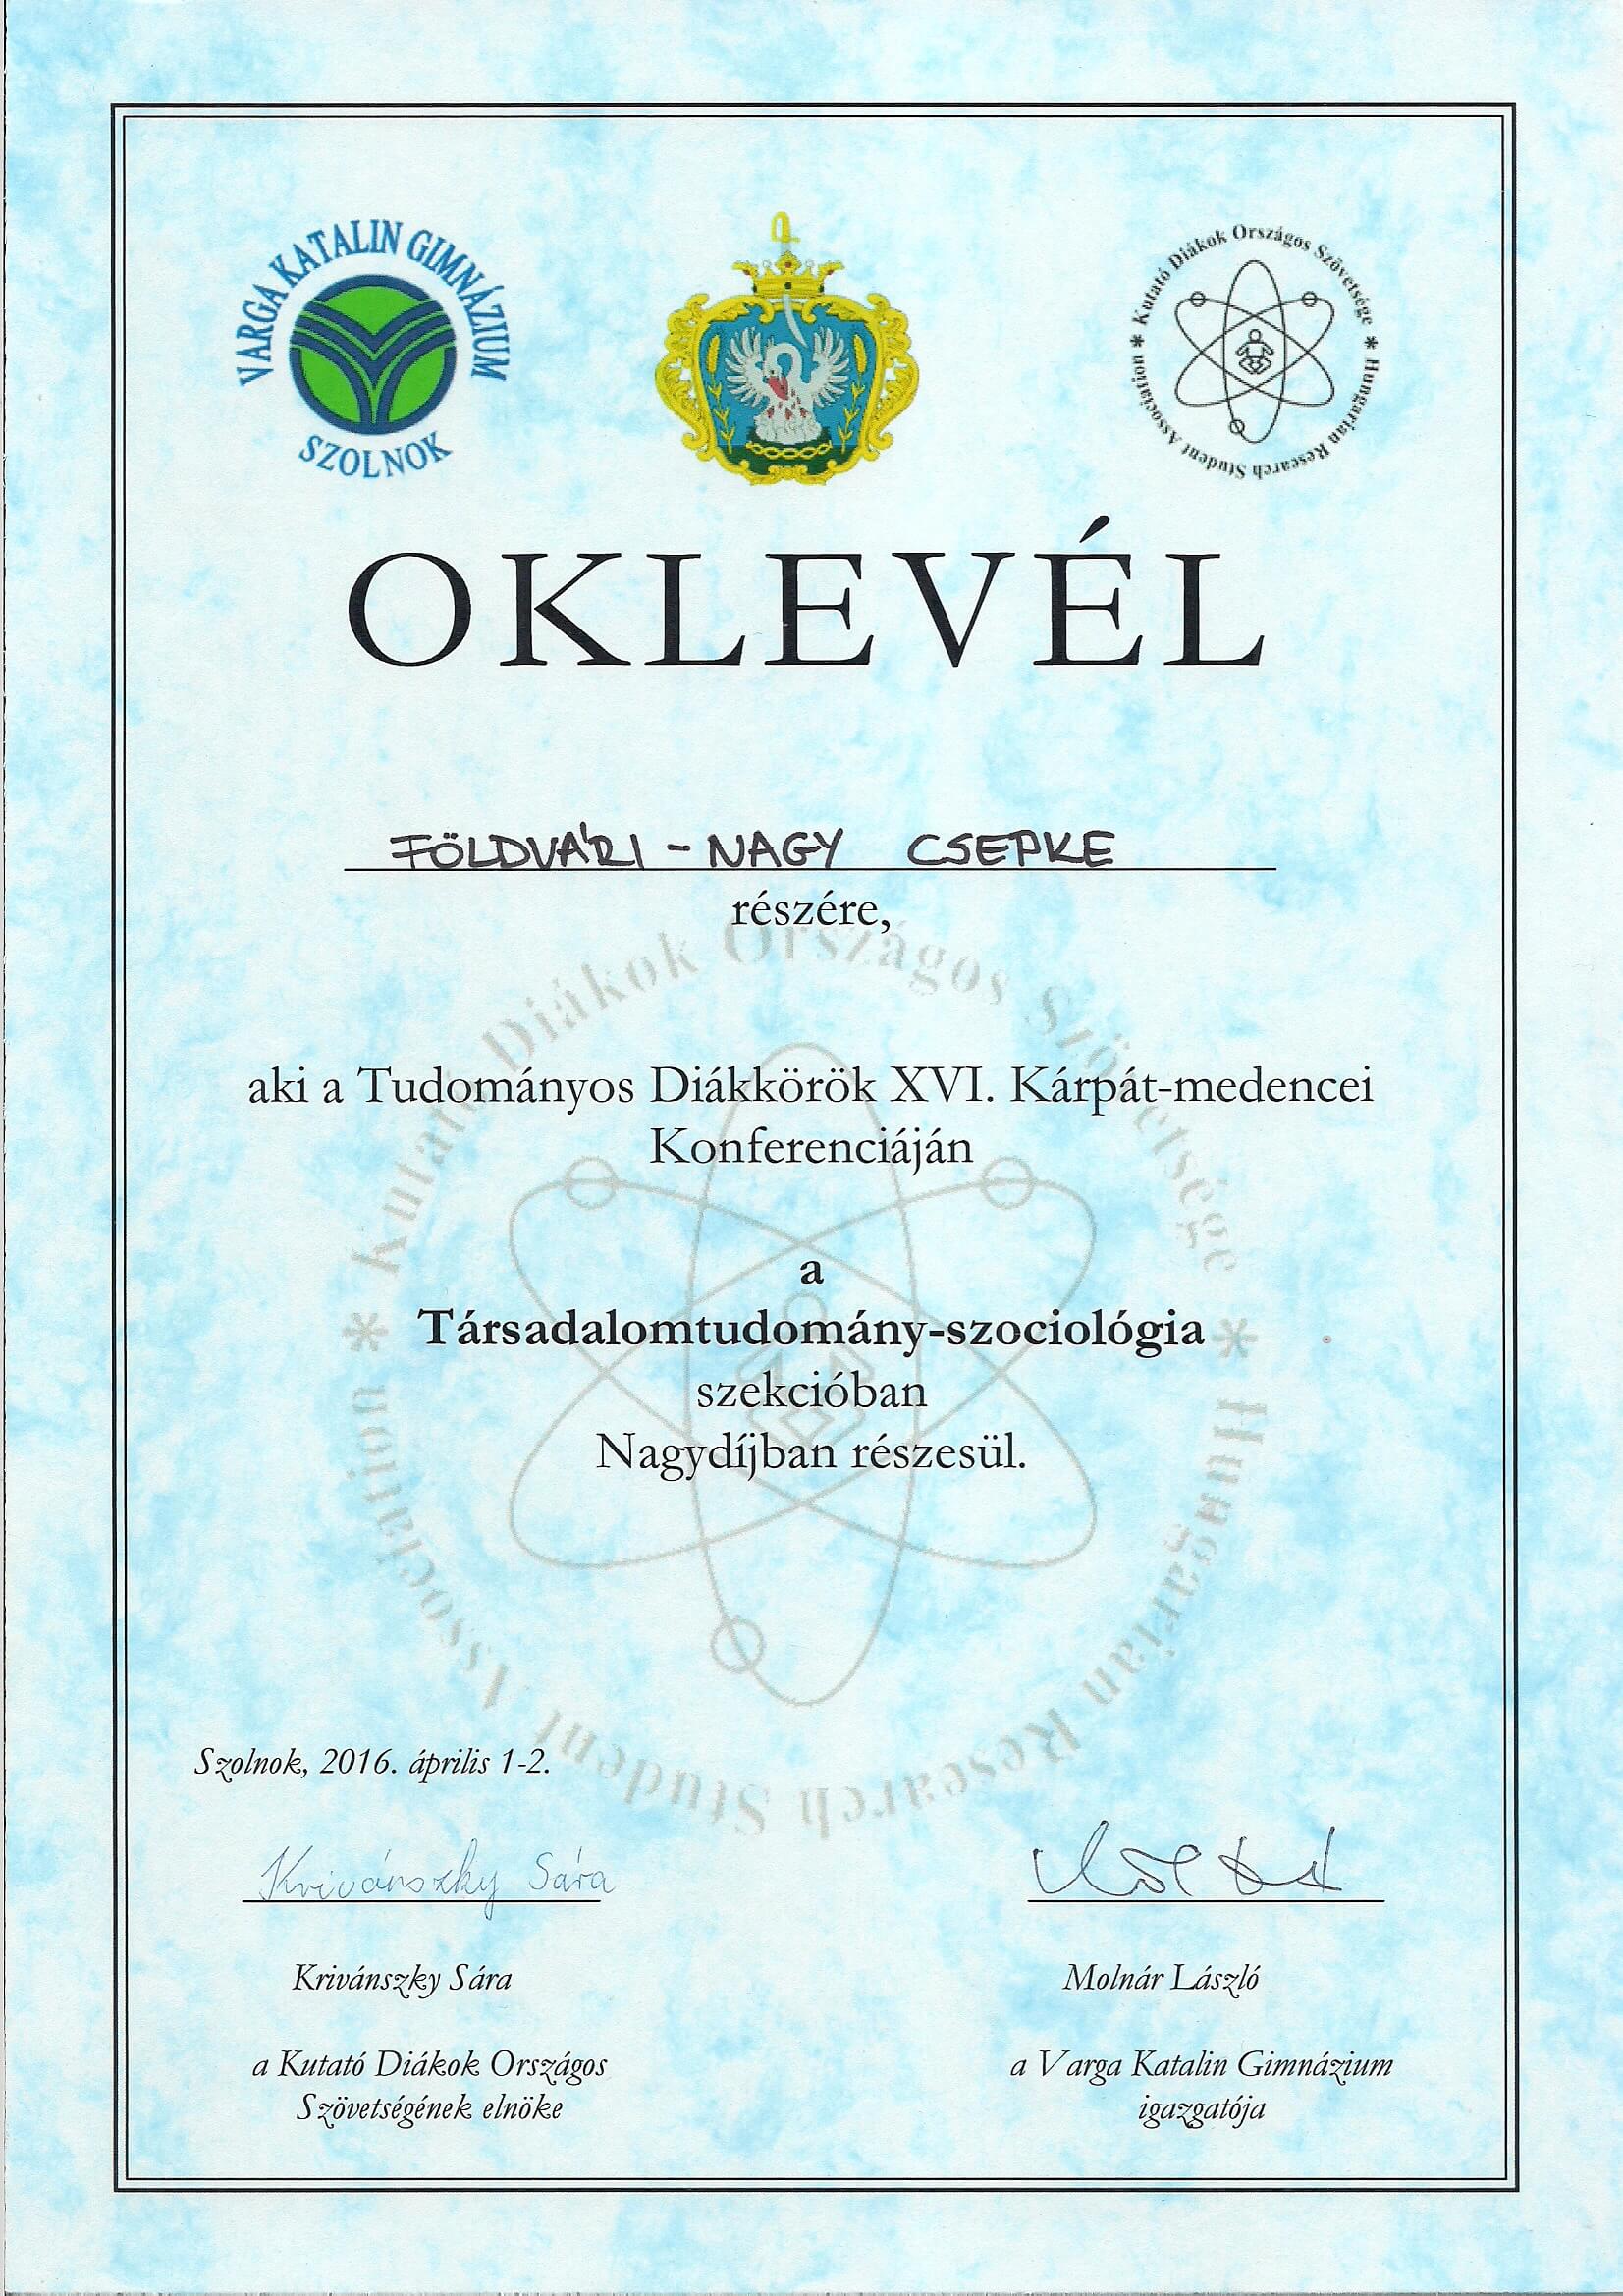 VARGA KATALIN GIMNÁZIUM
SZOLNOK
* Kutató Diákok Országos Szövetsége * Hungarian Research Student Association
OKLEVÉL
FÖLDVÁRI - NAGY CSEPKE
részére,
aki a Tudományos Diákkörök XVI. Kárpát-medencei
Konferenciáján
a
Társadalomtudomány-szociológia
szekcióban
Nagydíjban részesül.
* Kutató Diákok Országos Szövetsége * Hungarian Research Student Association
Szolnok, 2016. április 1-2.
Krivánszky Sára
Krivánszky Sára
Molnár László
a Kutató Diákok Országos
Szövetségének elnöke
a Varga Katalin Gimnázium
igazgatója